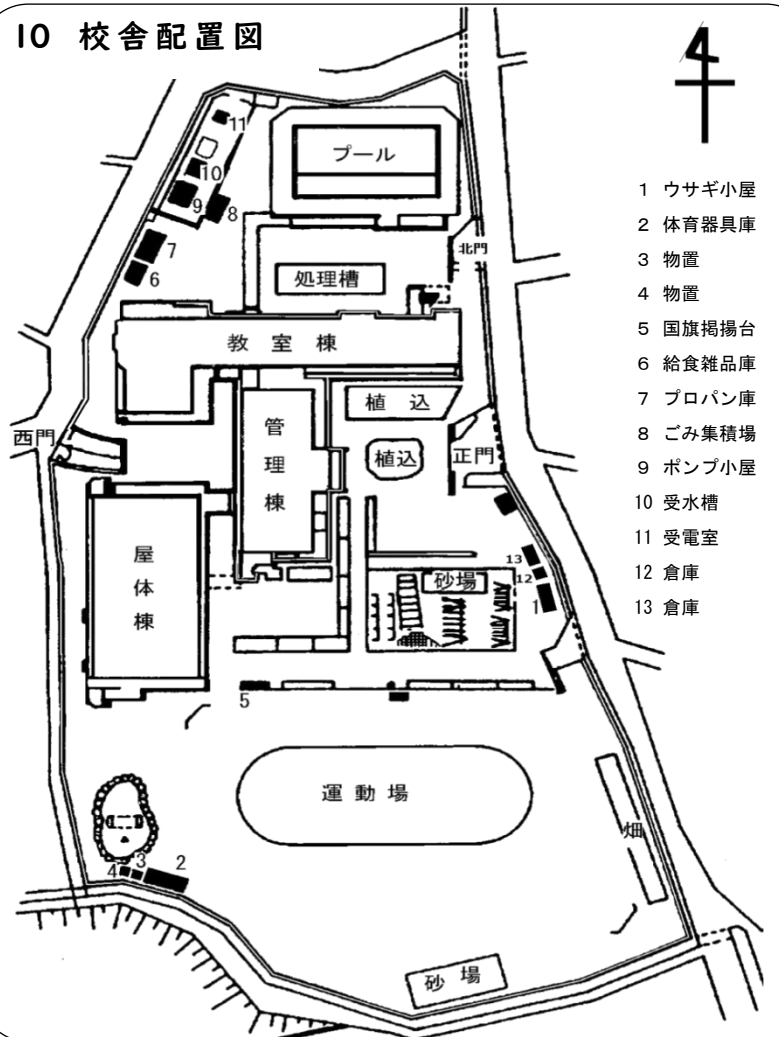 10 校舎配置図
11
プール
10
9
8
北門
7
6
処理槽
教室棟
植込
西門
管理棟
植込
正門
屋体棟
砂場
13
12
1
5
運動場
畑
4
3
2
砂場
1 ウサギ小屋
2 体育器具庫
3 物置
4 物置
5 国旗掲揚台
6 給食雑品庫
7 プロパン庫
8 ごみ集積場
9 ポンプ小屋
10 受水槽
11 受電室
12 倉庫
13 倉庫